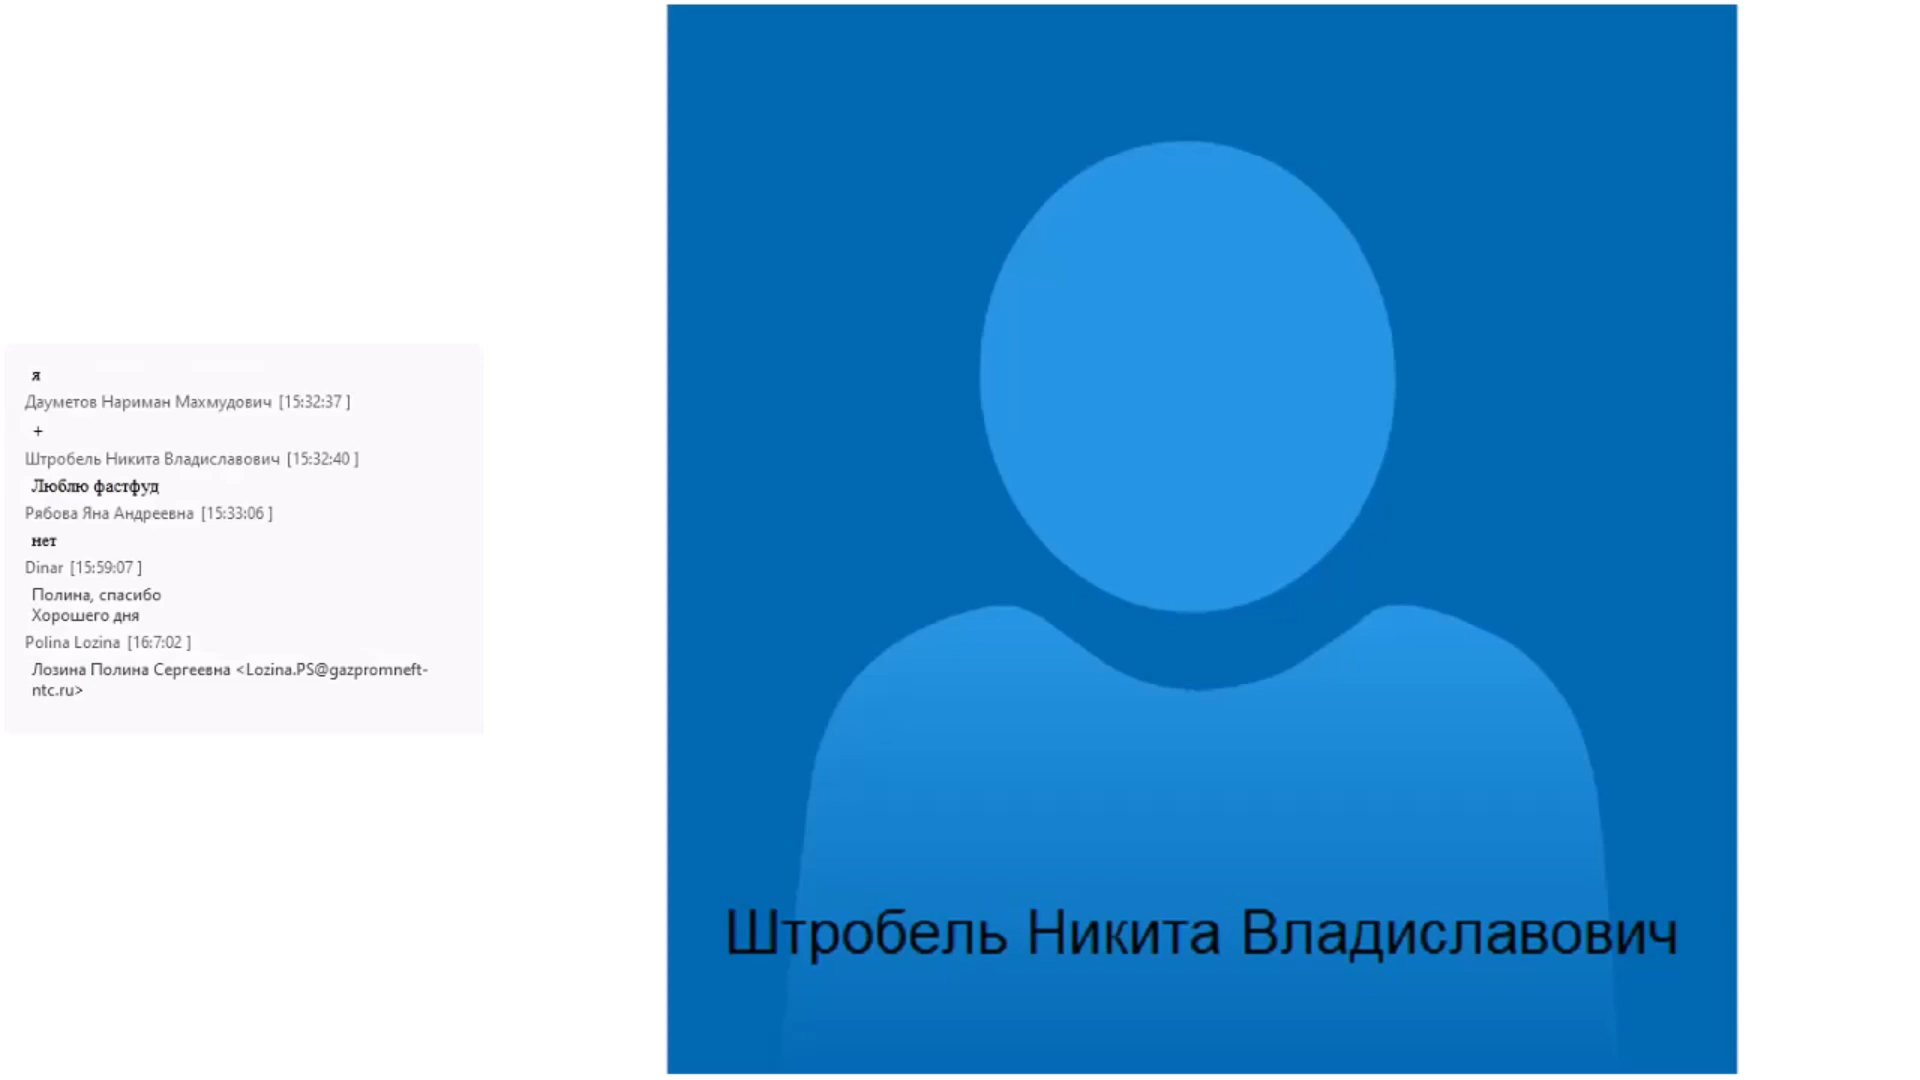 я
Дауметов Нариман Махмудович [15:32:37 ]
+
Штробель Никита Владиславович [15:32:40 ]
Люблю фастфуд
Рябова Яна Андреевна [15:33:06 ]
нет
Dinar [15:59:07 ]
Полина, спасибо
Хорошего дня
Polina Lozina [16:7:02 ]
Лозина Полина Сергеевна <Lozina.PS@gazpromneft-
ntc.ru>
Штробель Никита Владиславович